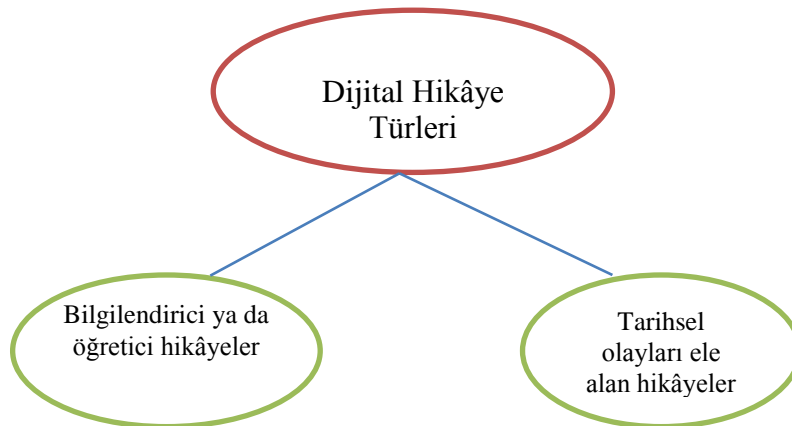 Dijital Hikâye
Türleri
Bilgilendirici ya da
öğretici hikâyeler
Tarihsel
olayları ele
alan hikâyeler